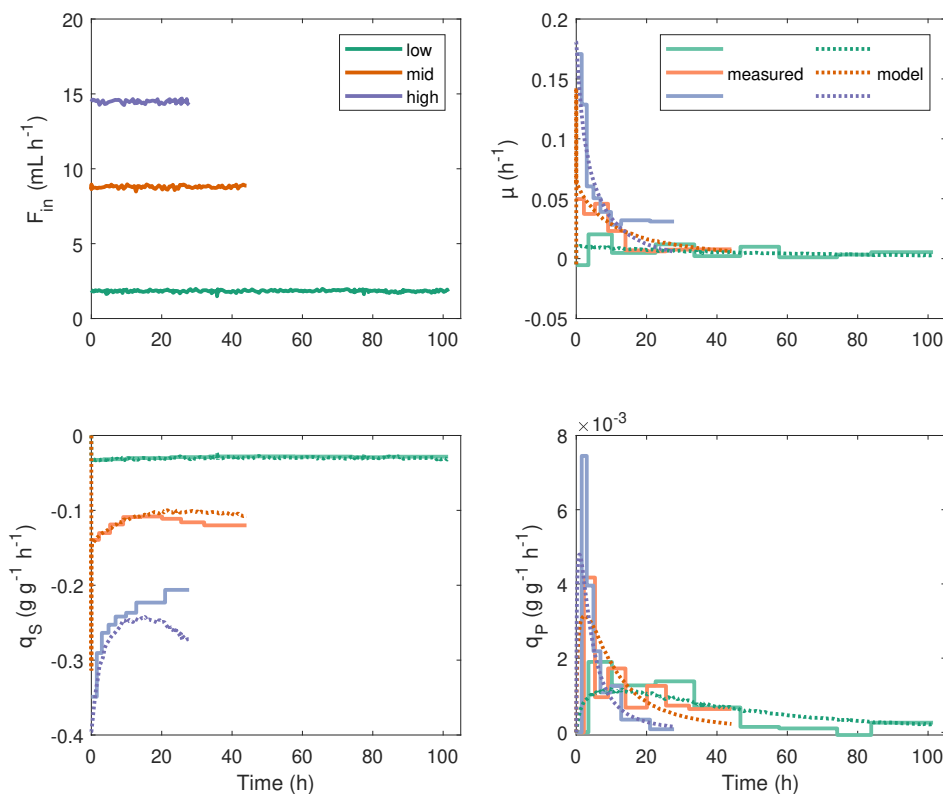 20
15
10
5
0
F_in (mL h^-1)
0 20 40 60 80 100
low
mid
high
0.2
0.15
0.1
0.05
0
-0.05
μ (h^-1)
0 20 40 60 80 100
measured
model
0
-0.1
-0.2
-0.3
-0.4
q_S (g g^-1 h^-1)
0 20 40 60 80 100
Time (h)
×10^-3
8
6
4
2
0
q_P (g g^-1 h^-1)
0 20 40 60 80 100
Time (h)